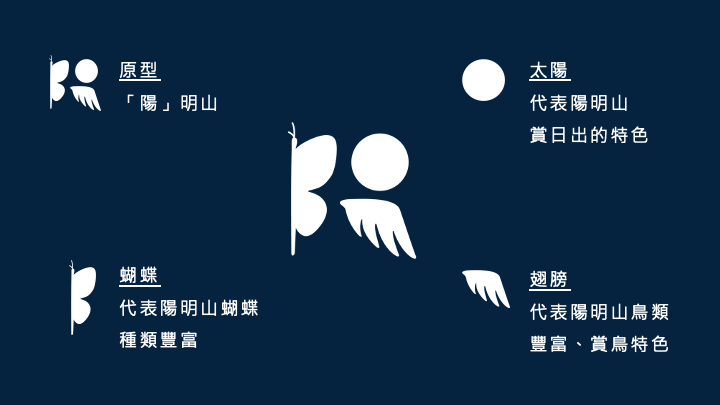 原型
「陽」明山
太陽
代表陽明山
賞日出的特色
蝴蝶
代表陽明山蝴蝶
種類豐富
翅膀
代表陽明山鳥類
豐富、賞鳥特色